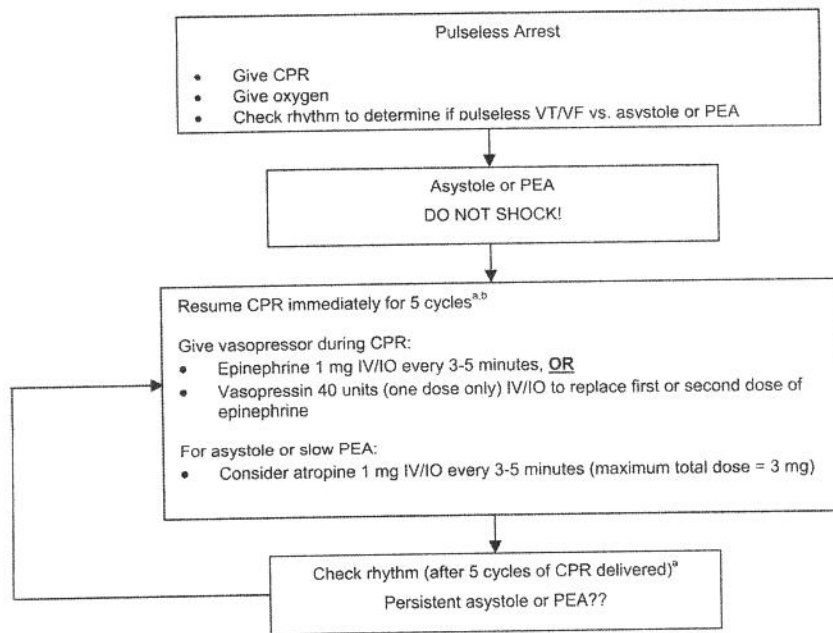 Pulseless Arrest
• Give CPR
• Give oxygen
• Check rhythm to determine if pulseless VT/VF vs. asystole or PEA
Asystole or PEA
DO NOT SHOCK!
Resume CPR immediately for 5 cycles a,b
Give vasopressor during CPR:
• Epinephrine 1 mg IV/IO every 3-5 minutes, OR
• Vasopressin 40 units (one dose only) IV/IO to replace first or second dose of
epinephrine
For asystole or slow PEA:
• Consider atropine 1 mg IV/IO every 3-5 minutes (maximum total dose = 3 mg)
Check rhythm (after 5 cycles of CPR delivered) a
Persistent asystole or PEA??